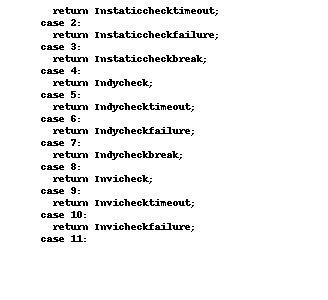 return Instaticchecktimeout;
case 2:
return Instaticcheckfailure;
case 3:
return Instaticcheckbreak;
case 4:
return Indycheck;
case 5:
return Indychecktimeout;
case 6:
return Indycheckfailure;
case 7:
return Indycheckbreak;
case 8:
return Invicheck;
case 9:
return Invichecktimeout;
case 10:
return Invicheckfailure;
case 11: